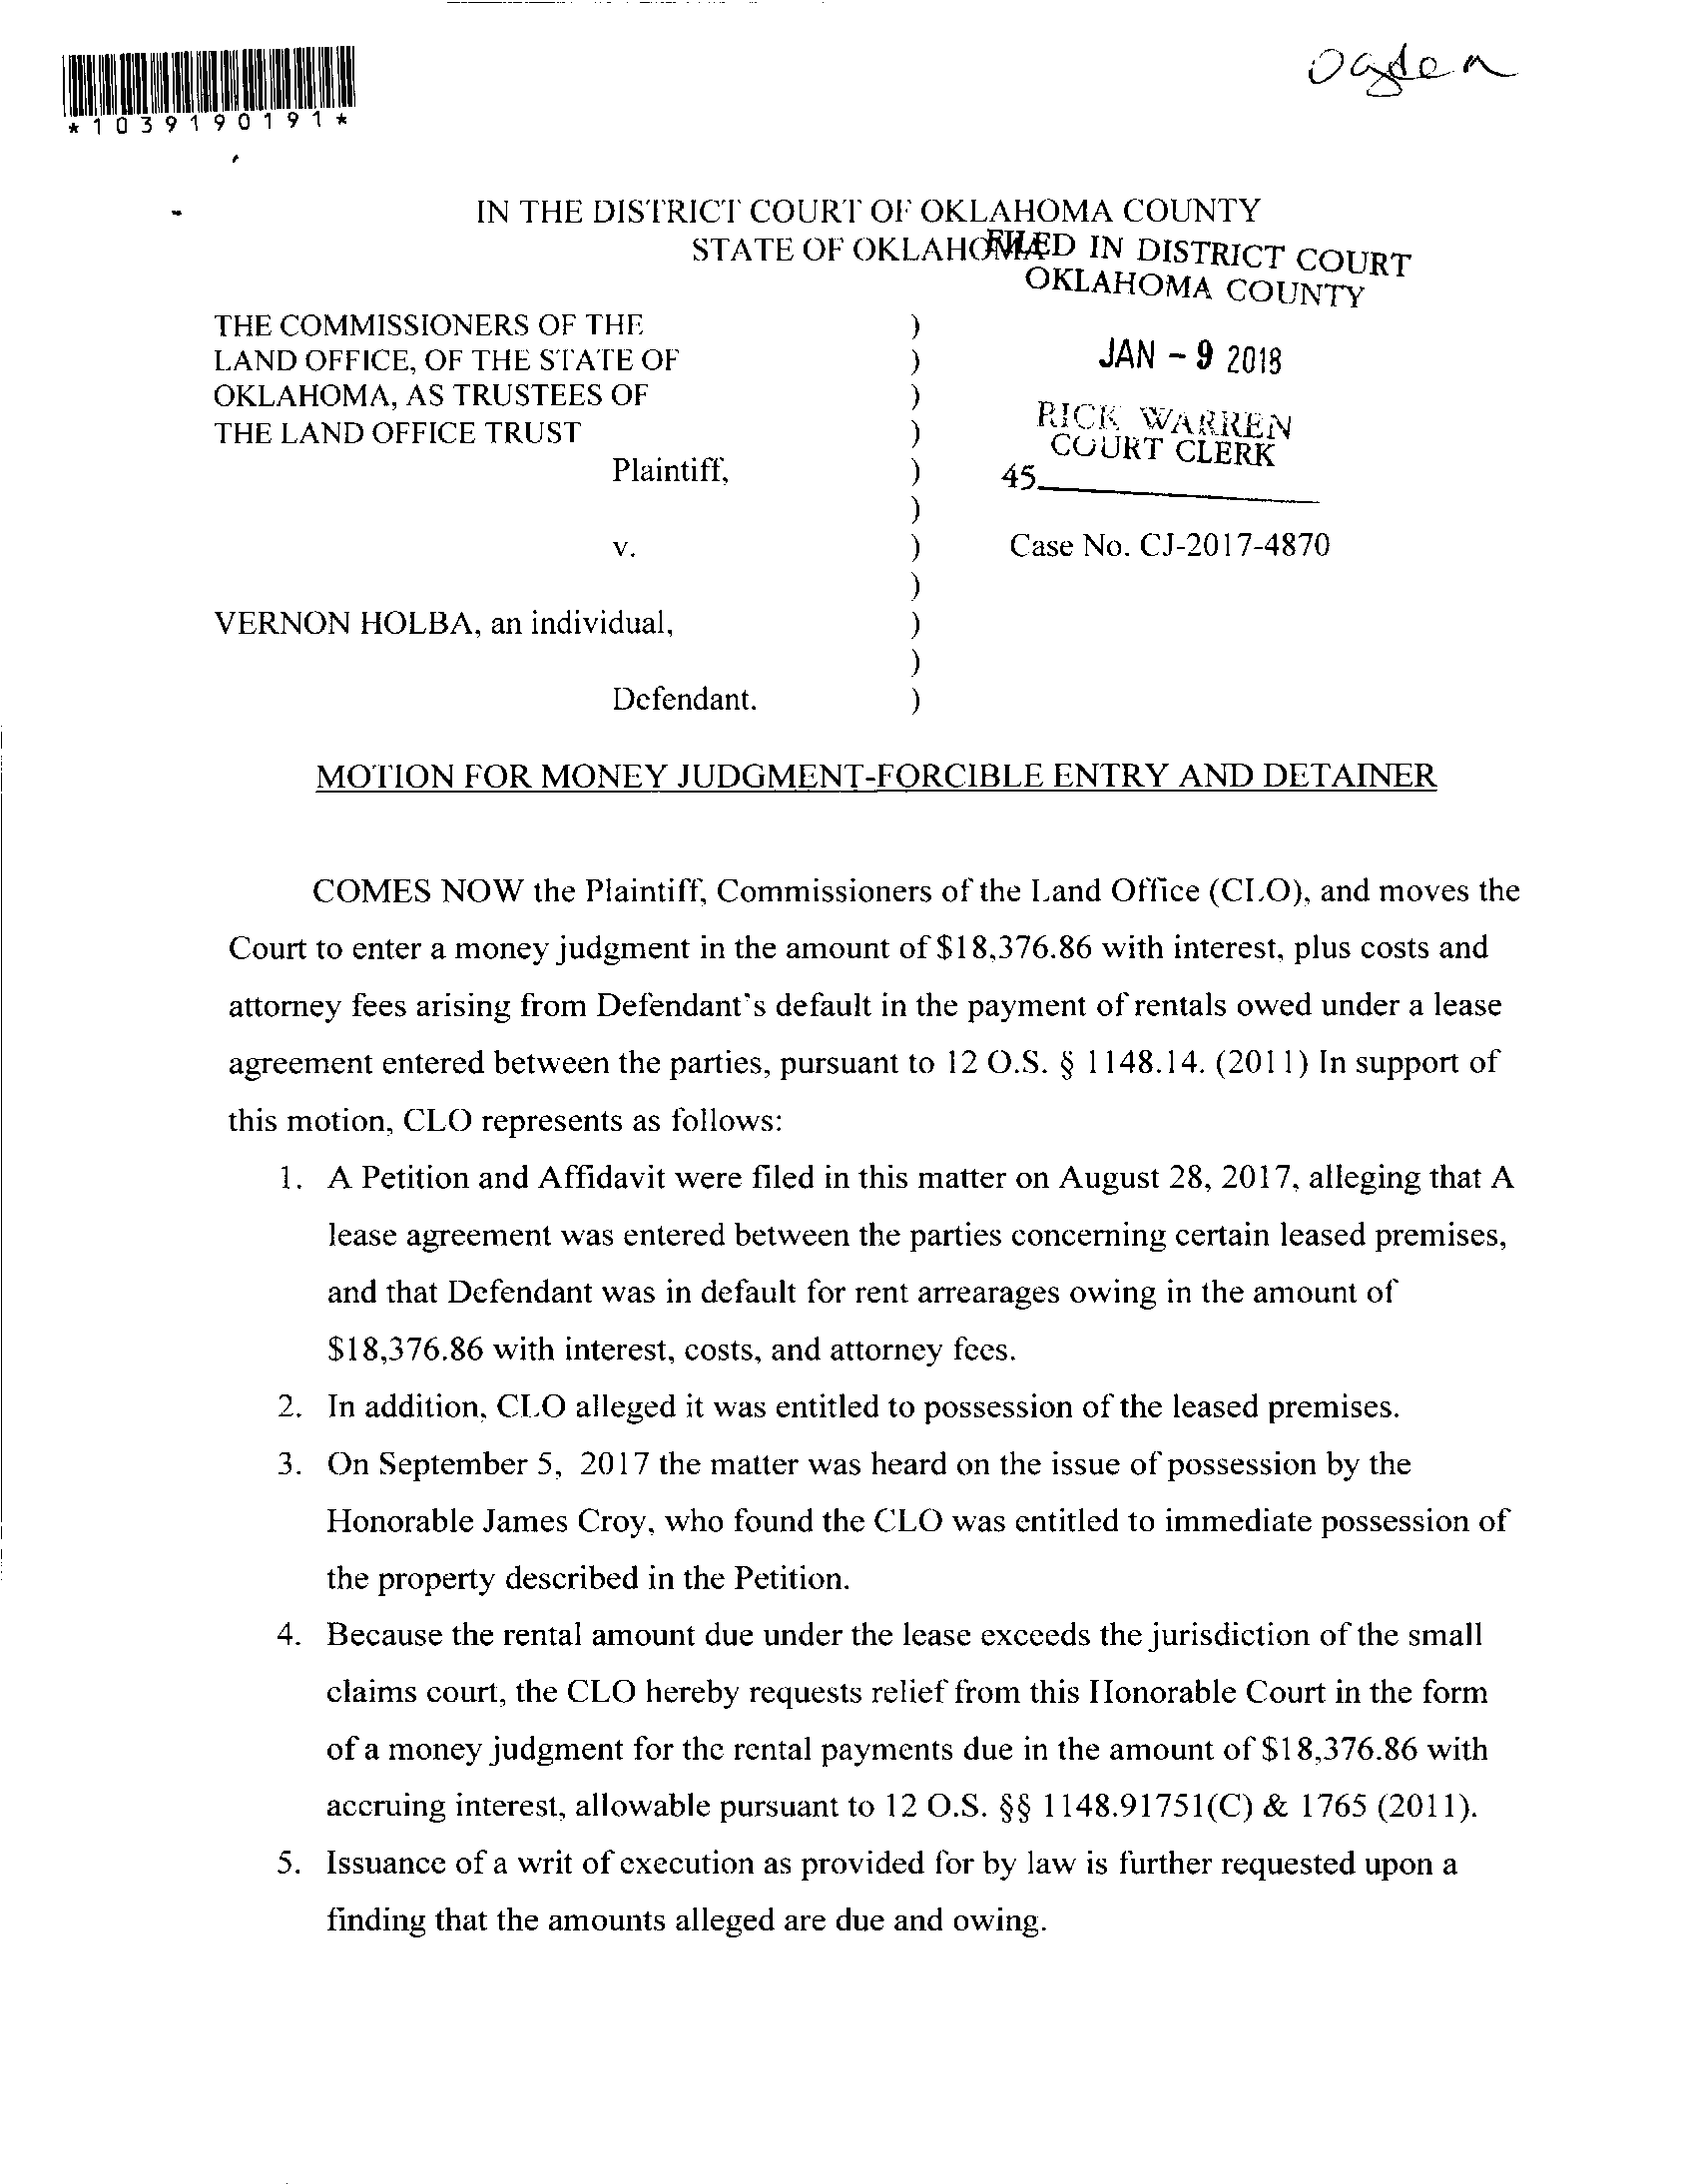 Ogden
*1039190191*
IN THE DISTRICT COURT OF OKLAHOMA COUNTY
STATE OF OKLAHOMA
FILED IN DISTRICT COURT
OKLAHOMA COUNTY
JAN - 9 2018
RICK WARREN
COURT CLERK
45
THE COMMISSIONERS OF THE )
LAND OFFICE, OF THE STATE OF )
OKLAHOMA, AS TRUSTEES OF )
THE LAND OFFICE TRUST )
Plaintiff, )
)
v. ) Case No. CJ-2017-4870
)
VERNON HOLBA, an individual, )
)
Defendant. )
MOTION FOR MONEY JUDGMENT-FORCIBLE ENTRY AND DETAINER
COMES NOW the Plaintiff, Commissioners of the Land Office (CLO), and moves the
Court to enter a money judgment in the amount of $18,376.86 with interest, plus costs and
attorney fees arising from Defendant's default in the payment of rentals owed under a lease
agreement entered between the parties, pursuant to 12 O.S. § 1148.14. (2011) In support of
this motion, CLO represents as follows:
1. A Petition and Affidavit were filed in this matter on August 28, 2017, alleging that A
lease agreement was entered between the parties concerning certain leased premises,
and that Defendant was in default for rent arrearages owing in the amount of
$18,376.86 with interest, costs, and attorney fees.
2. In addition, CLO alleged it was entitled to possession of the leased premises.
3. On September 5, 2017 the matter was heard on the issue of possession by the
Honorable James Croy, who found the CLO was entitled to immediate possession of
the property described in the Petition.
4. Because the rental amount due under the lease exceeds the jurisdiction of the small
claims court, the CLO hereby requests relief from this Honorable Court in the form
of a money judgment for the rental payments due in the amount of $18,376.86 with
accruing interest, allowable pursuant to 12 O.S. §§ 1148.91751(C) & 1765 (2011).
5. Issuance of a writ of execution as provided for by law is further requested upon a
finding that the amounts alleged are due and owing.